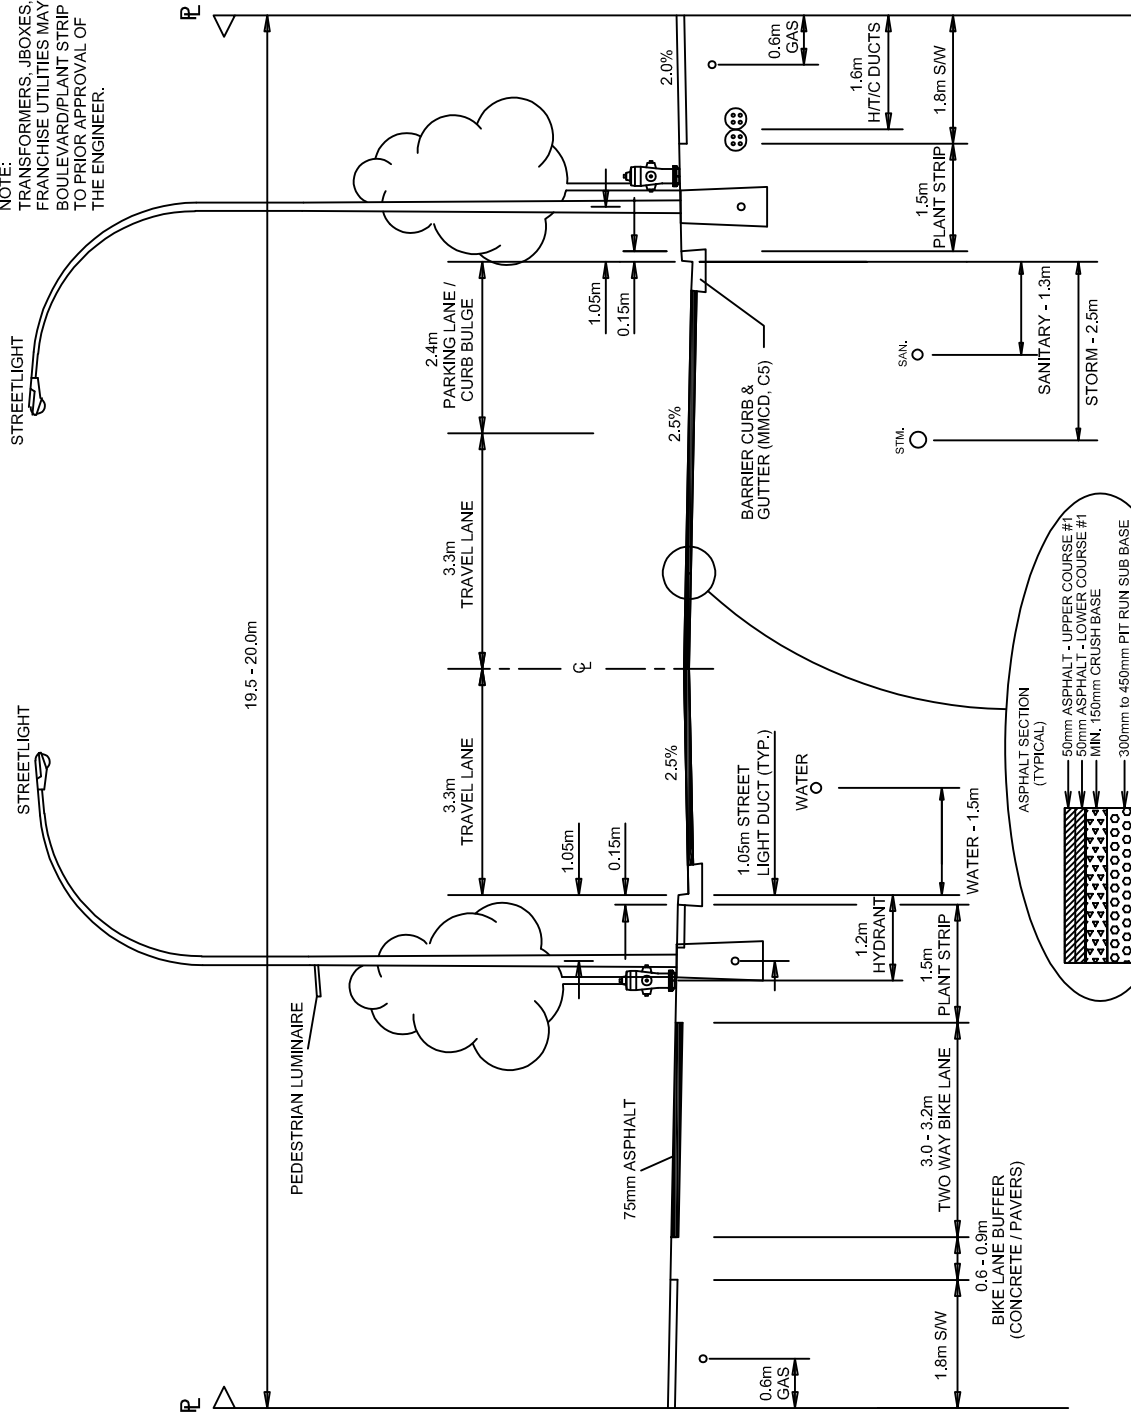 NOTE:
TRANSFORMERS, JBOXES,
FRANCHISE UTILITIES MAY
BOULEVARD/PLANT STRIP
TO PRIOR APPROVAL OF
THE ENGINEER.
PL
PL
STREETLIGHT
STREETLIGHT
19.5 - 20.0m
PEDESTRIAN LUMINAIRE
3.3m
TRAVEL LANE
3.3m
TRAVEL LANE
2.4m
PARKING LANE /
CURB BULGE
CL
1.05m
0.15m
1.05m
0.15m
75mm ASPHALT
2.5%
2.5%
2.0%
0.6m
GAS
1.05m STREET
LIGHT DUCT (TYP.)
WATER
BARRIER CURB &
GUTTER (MMCD, C5)
0.6m
GAS
1.6m
H/T/C DUCTS
1.2m
HYDRANT
STM.
SAN.
1.8m S/W
0.6 - 0.9m
BIKE LANE BUFFER
(CONCRETE / PAVERS)
3.0 - 3.2m
TWO WAY BIKE LANE
1.5m
PLANT STRIP
WATER - 1.5m
1.5m
PLANT STRIP
1.8m S/W
SANITARY - 1.3m
STORM - 2.5m
ASPHALT SECTION
(TYPICAL)
50mm ASPHALT - UPPER COURSE #1
50mm ASPHALT - LOWER COURSE #1
MIN. 150mm CRUSH BASE
300mm to 450mm PIT RUN SUB BASE